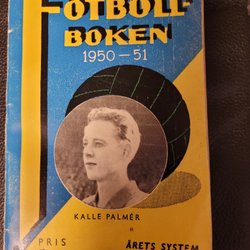 FOTBOLL-
BOKEN
1950-51
KALLE PALMÉR
PRIS
ÅRETS SYSTEM